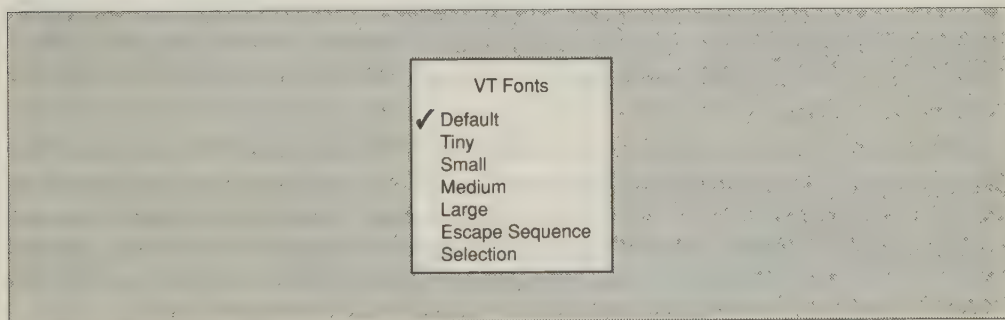 VT Fonts
✓ Default
Tiny
Small
Medium
Large
Escape Sequence
Selection